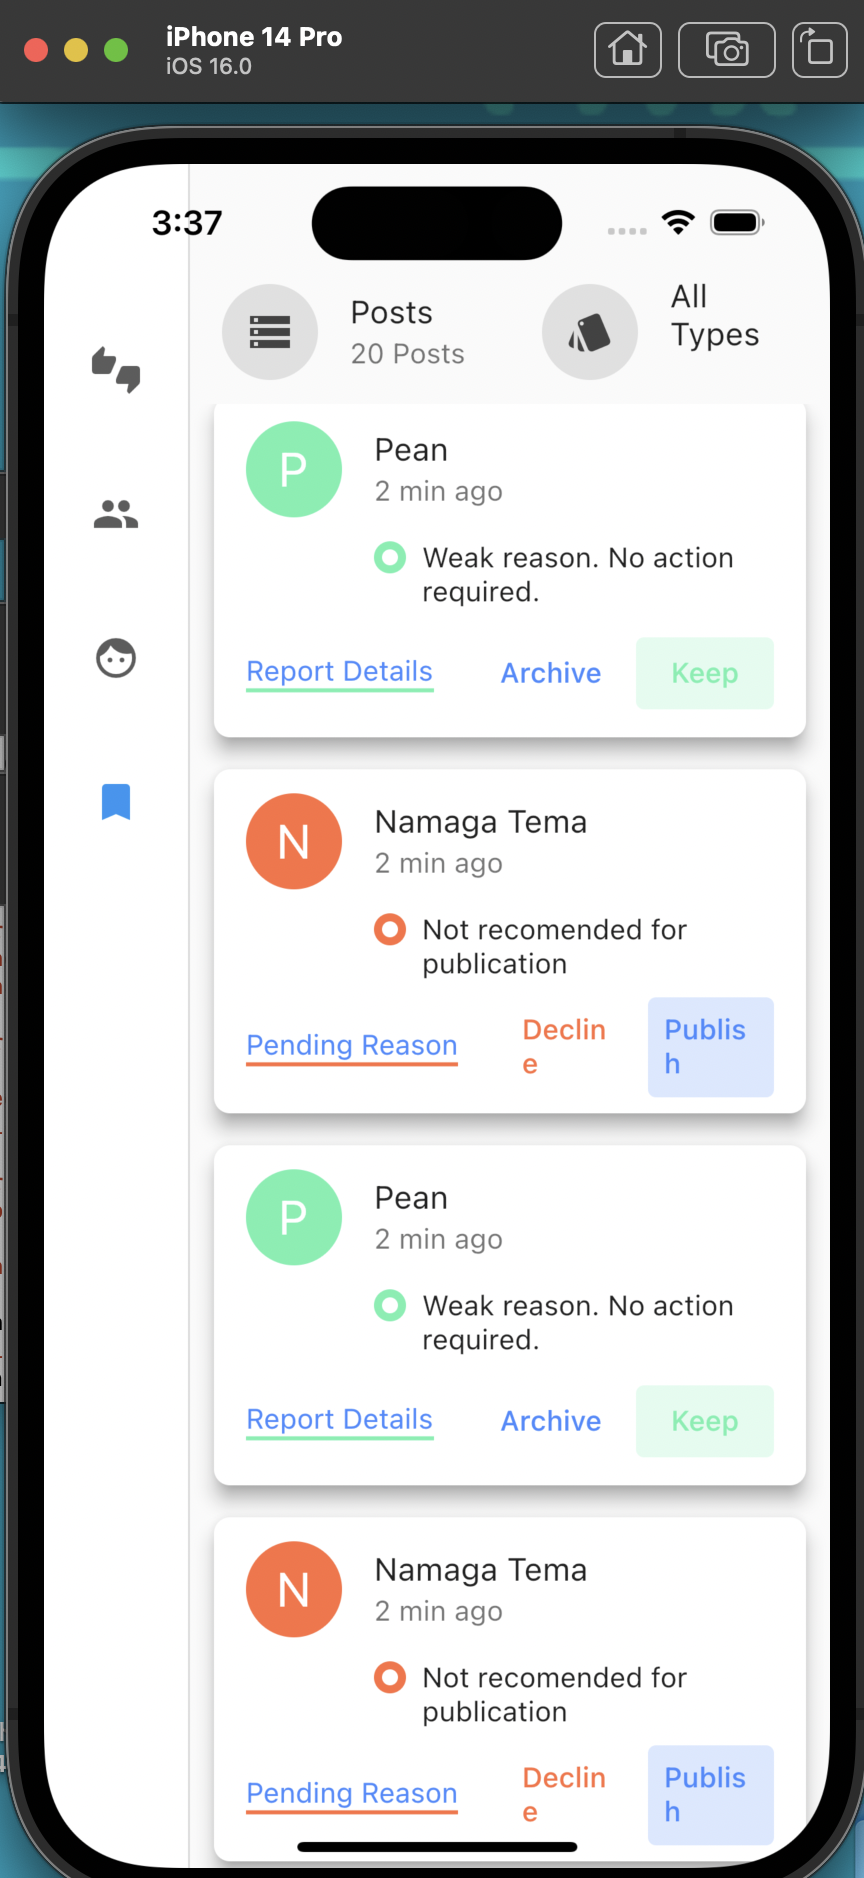 iPhone 14 Pro
iOS 16.0
3:37
Posts
20 Posts
All
Types
P
Pean
2 min ago
Weak reason. No action
required.
Report Details
Archive
Keep
N
Namaga Tema
2 min ago
Not recomended for
publication
Pending Reason
Declin
e
Publis
h
P
Pean
2 min ago
Weak reason. No action
required.
Report Details
Archive
Keep
N
Namaga Tema
2 min ago
Not recomended for
publication
Pending Reason
Declin
e
Publis
h